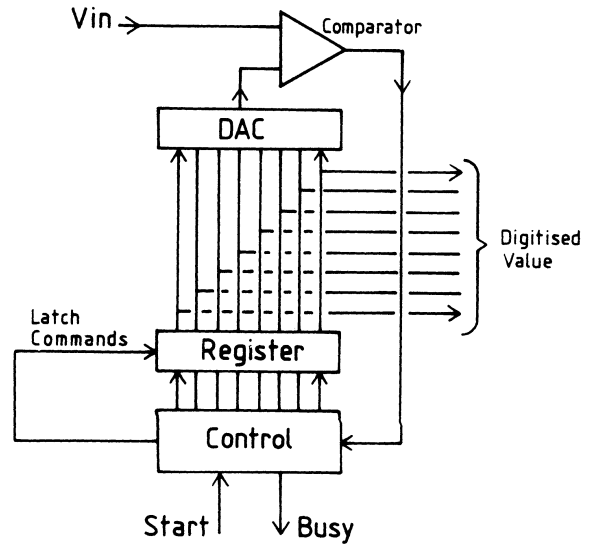 Vin
Comparator
DAC
Digitised
Value
Latch
Commands
Register
Control
Start
Busy